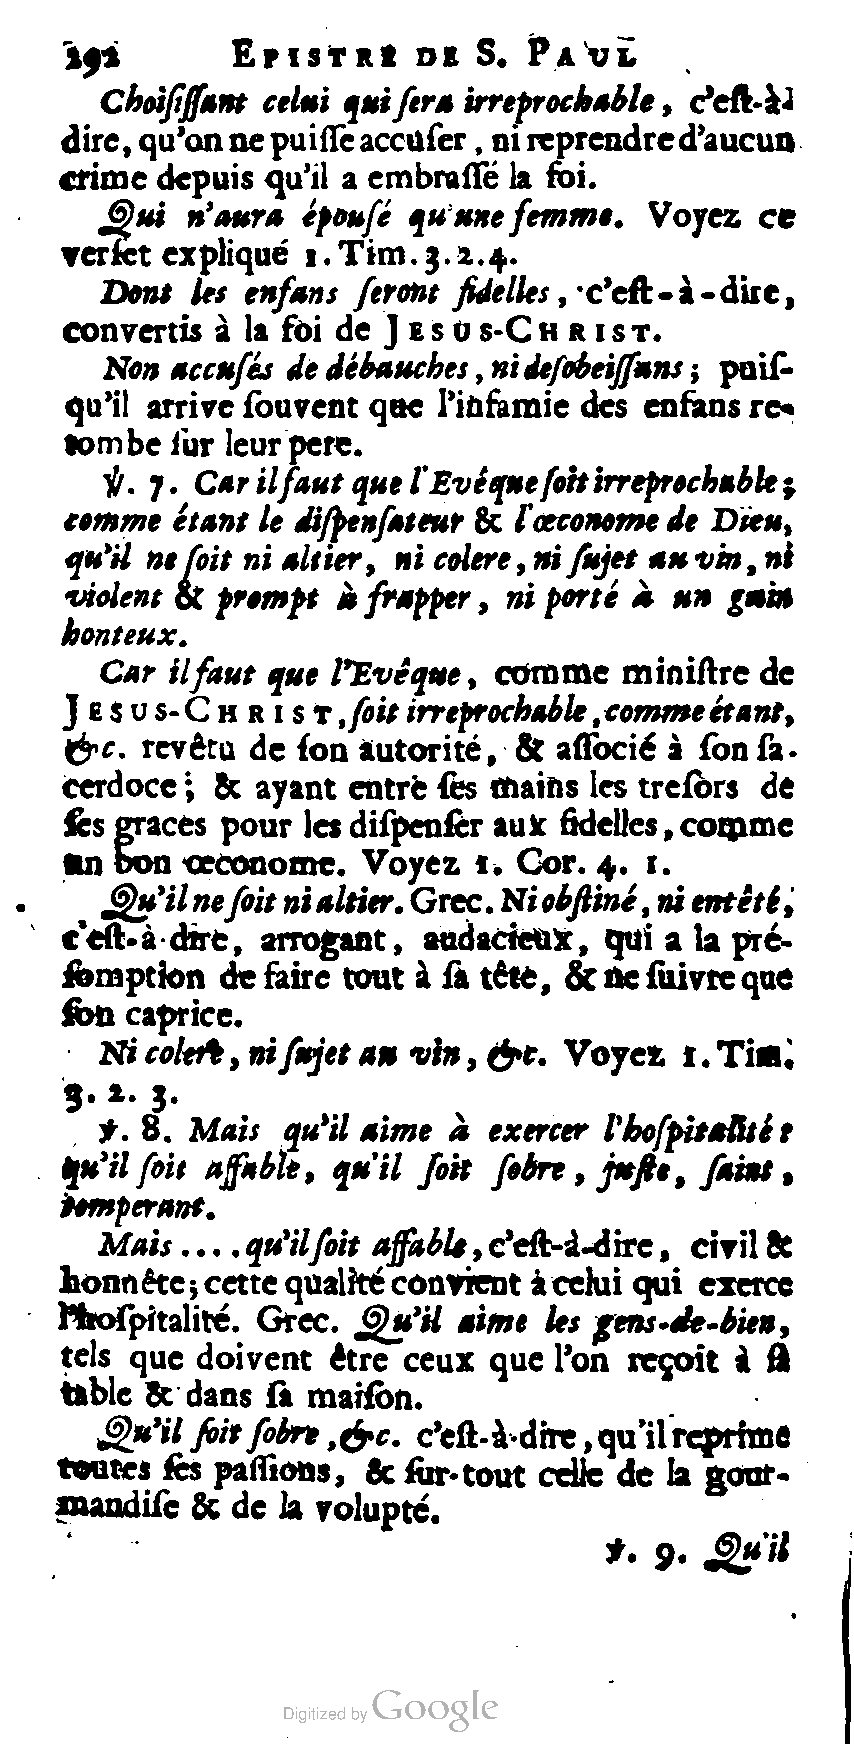 292 EPISTRE DE S. PAUL
Choiſiſſant celui qui ſera irreprochable, c'eſt-à-
dire, qu'on ne puiſſe accuſer, ni reprendre d'aucun
crime depuis qu'il a embraſſé la foi.
Qui n'aura épouſé qu'une femme. Voyez ce
verſet expliqué 1. Tim. 3. 2. 4.
Dont les enfans ſeront fidelles, c'eſt-à-dire,
convertis à la foi de JESUS-CHRIST.
Non accuſés de débauches, ni deſobeiſſans; puiſ-
qu'il arrive ſouvent que l'infamie des enfans re-
tombe ſur leur pere.
℣. 7. Car il faut que l'Evéque ſoit irreprochable;
comme étant le diſpenſateur & l'œconome de Dieu,
qu'il ne ſoit ni altier, ni colere, ni ſujet au vin, ni
violent & prompt à frapper, ni porté à un gain
honteux.
Car il faut que l'Evêque, comme miniſtre de
JESUS-CHRIST, ſoit irreprochable, comme étant,
&c. revêtu de ſon autorité, & aſſocié à ſon ſa-
cerdoce; & ayant entre ſes mains les treſors de
ſes graces pour les diſpenſer aux fidelles, comme
un bon œconome. Voyez 1. Cor. 4. 1.
Qu'il ne ſoit ni altier. Grec. Ni obſtiné, ni entêté,
c'eſt-à-dire, arrogant, audacieux, qui a la pré-
ſomption de faire tout à ſa tête, & ne ſuivre que
ſon caprice.
Ni colere, ni ſujet au vin, &c. Voyez 1. Tim.
3. 2. 3.
℣. 8. Mais qu'il aime à exercer l'hoſpitalité:
qu'il ſoit affable, qu'il ſoit ſobre, juſte, ſaint,
temperant.
Mais .... qu'il ſoit affable, c'eſt-à-dire, civil &
honnête; cette qualité convient à celui qui exerce
l'hoſpitalité. Grec. Qu'il aime les gens-de-bien,
tels que doivent être ceux que l'on reçoit à ſa
table & dans ſa maiſon.
Qu'il ſoit ſobre, &c. c'eſt-à-dire, qu'il reprime
toutes ſes paſſions, & ſur-tout celle de la gour-
mandiſe & de la volupté.
℣. 9. Qu'il
Digitized by Google